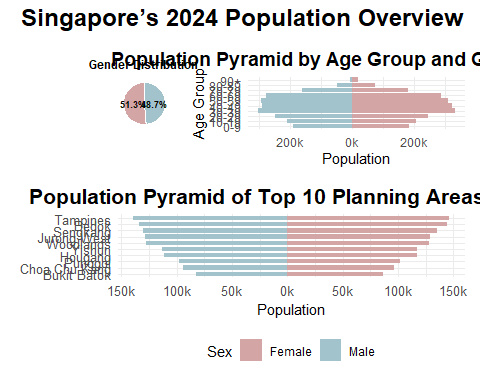 Singapore’s 2024 Population Overview
Gender Distribution
51.3%
48.7%
Population Pyramid by Age Group and G
Age Group
90+
0-9
200k
0k
200k
Population
Population Pyramid of Top 10 Planning Areas
Tampines
Bedok
Sengkang
Jurong West
Woodlands
Yishun
Hougang
Punggol
Choa Chu Kang
Bukit Batok
150k
100k
50k
0k
50k
100k
150k
Population
Sex
Female
Male